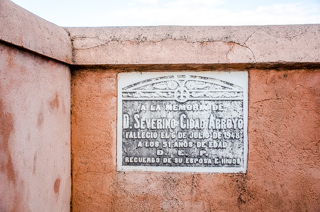 A LA MEMORIA DE
D. SEVERINO CIDAD ARROYO
FALLECIO EL 6 DE JULIO DE 1948
A LOS 51 AÑOS DE EDAD
D. E. P.
RECUERDO DE SU ESPOSA E HIJOS